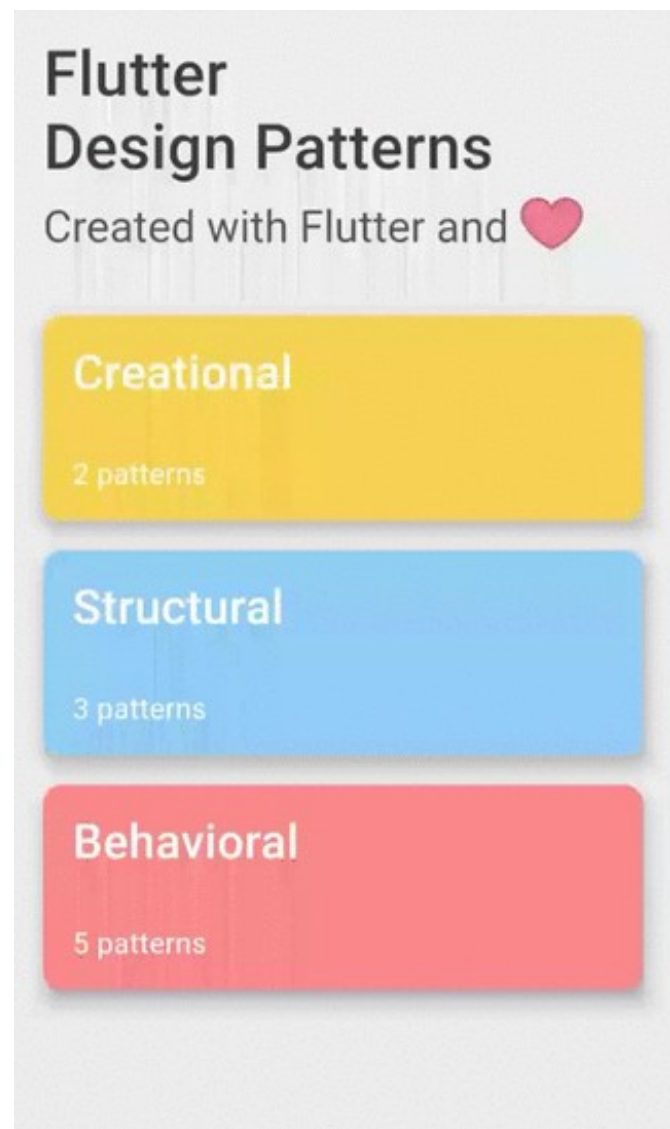 Flutter
Design Patterns
Created with Flutter and
Creational
2 patterns
Structural
3 patterns
Behavioral
5 patterns